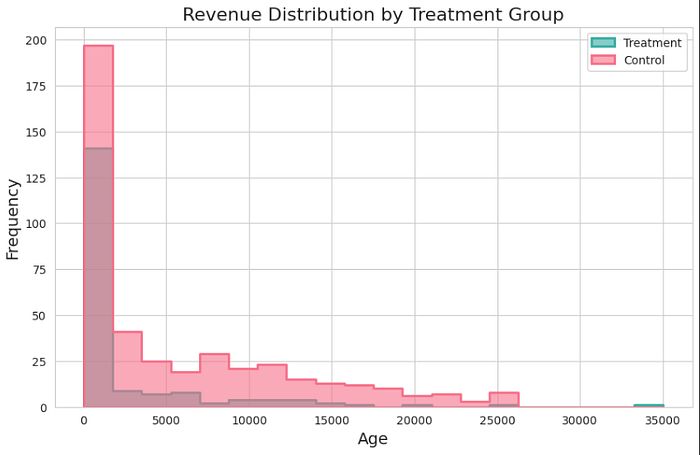 Revenue Distribution by Treatment Group
Treatment
Control
Frequency
200
175
150
125
100
75
50
25
0
0 5000 10000 15000 20000 25000 30000 35000
Age